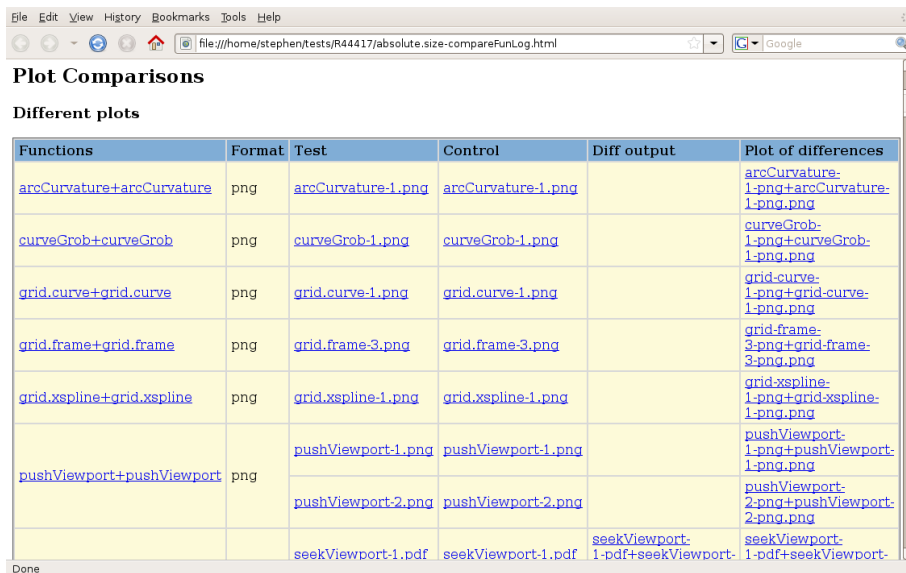 File Edit View History Bookmarks Tools Help
file:///home/stephen/tests/R44417/absolute.size-compareFunLog.html
G Google
Plot Comparisons
Different plots
Functions Format Test Control Diff output Plot of differences
arcCurvature+arcCurvature png arcCurvature-1.png arcCurvature-1.png arcCurvature-
1-png+arcCurvature-
1-png.png
curveGrob+curveGrob png curveGrob-1.png curveGrob-1.png curveGrob-
1-png+curveGrob-
1-png.png
grid.curve+grid.curve png grid.curve-1.png grid.curve-1.png grid-curve-
1-png+grid-curve-
1-png.png
grid.frame+grid.frame png grid.frame-3.png grid.frame-3.png grid-frame-
3-png+grid-frame-
3-png.png
grid.xspline+grid.xspline png grid.xspline-1.png grid.xspline-1.png grid-xspline-
1-png+grid-xspline-
1-png.png
pushViewport+pushViewport png pushViewport-1.png pushViewport-1.png pushViewport-
1-png+pushViewport-
1-png.png
pushViewport-2.png pushViewport-2.png pushViewport-
2-png+pushViewport-
2-png.png
seekViewport-1.pdf seekViewport-1.pdf seekViewport-
1-pdf+seekViewport- seekViewport-
1-pdf+seekViewport-
Done